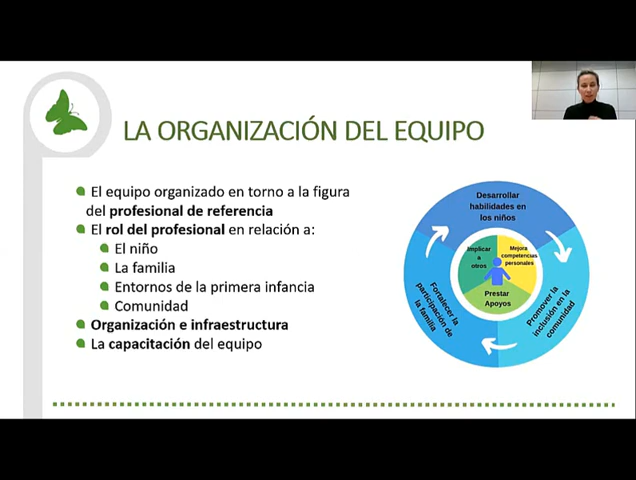 LA ORGANIZACIÓN DEL EQUIPO
El equipo organizado en torno a la figura
del profesional de referencia
El rol del profesional en relación a:
El niño
La familia
Entornos de la primera infancia
Comunidad
Organización e infraestructura
La capacitación del equipo
Desarrollar
habilidades en
los niños
Implicar
a
otros
Mejora
competencias
personales
Prestar
Apoyos
Fortalecer la
participación de
la familia
Promover la
inclusión en la
comunidad